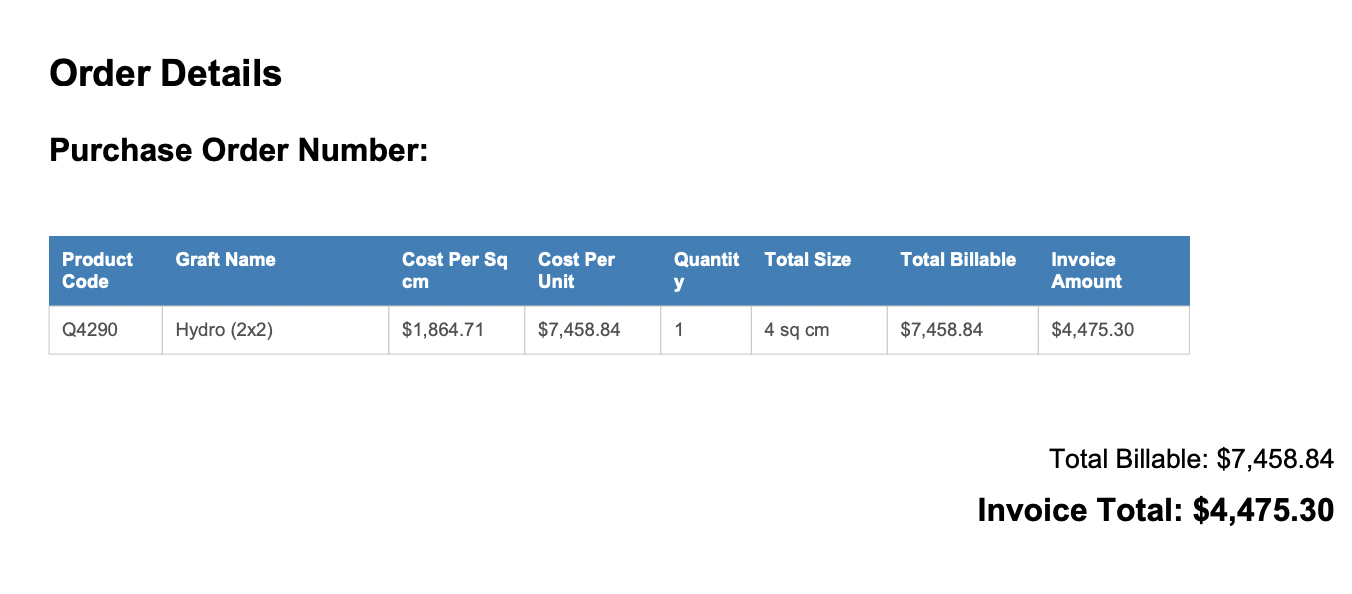 Order Details
Purchase Order Number:
Product Code Graft Name Cost Per Sq cm Cost Per Unit Quantity Total Size Total Billable Invoice Amount
Q4290 Hydro (2x2) $1,864.71 $7,458.84 1 4 sq cm $7,458.84 $4,475.30
Total Billable: $7,458.84
Invoice Total: $4,475.30